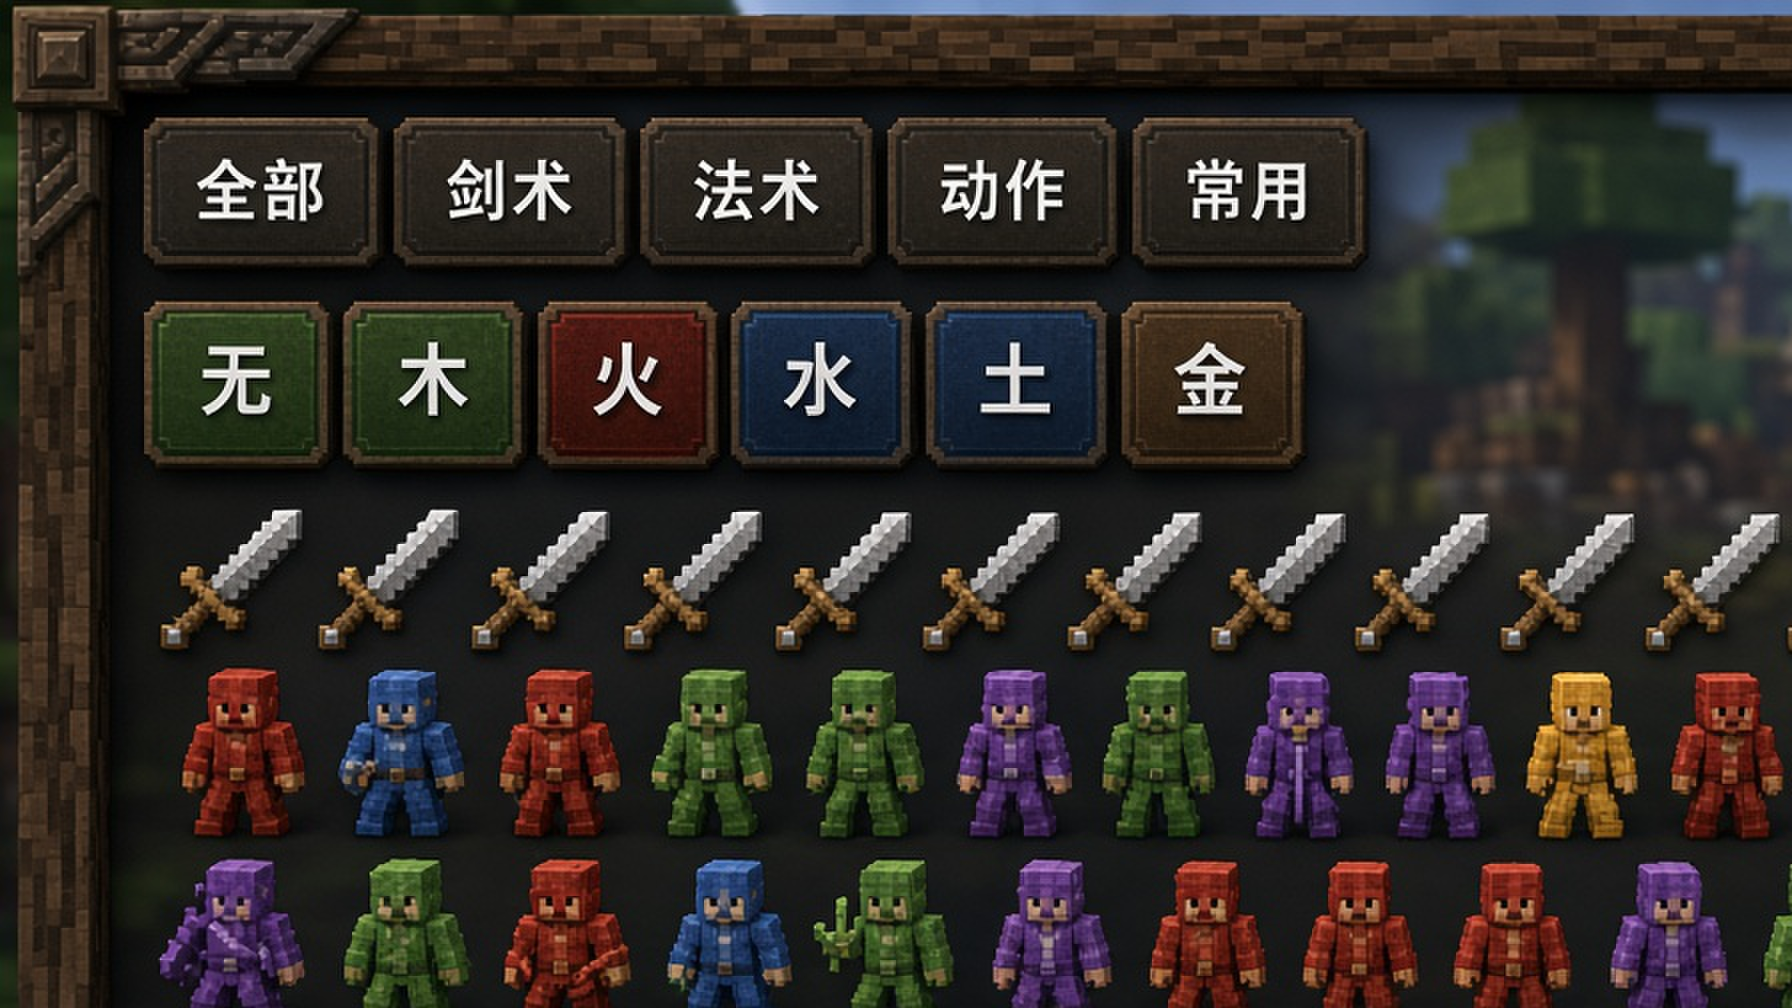 全部 剑术 法术 动作 常用
无 木 火 水 土 金